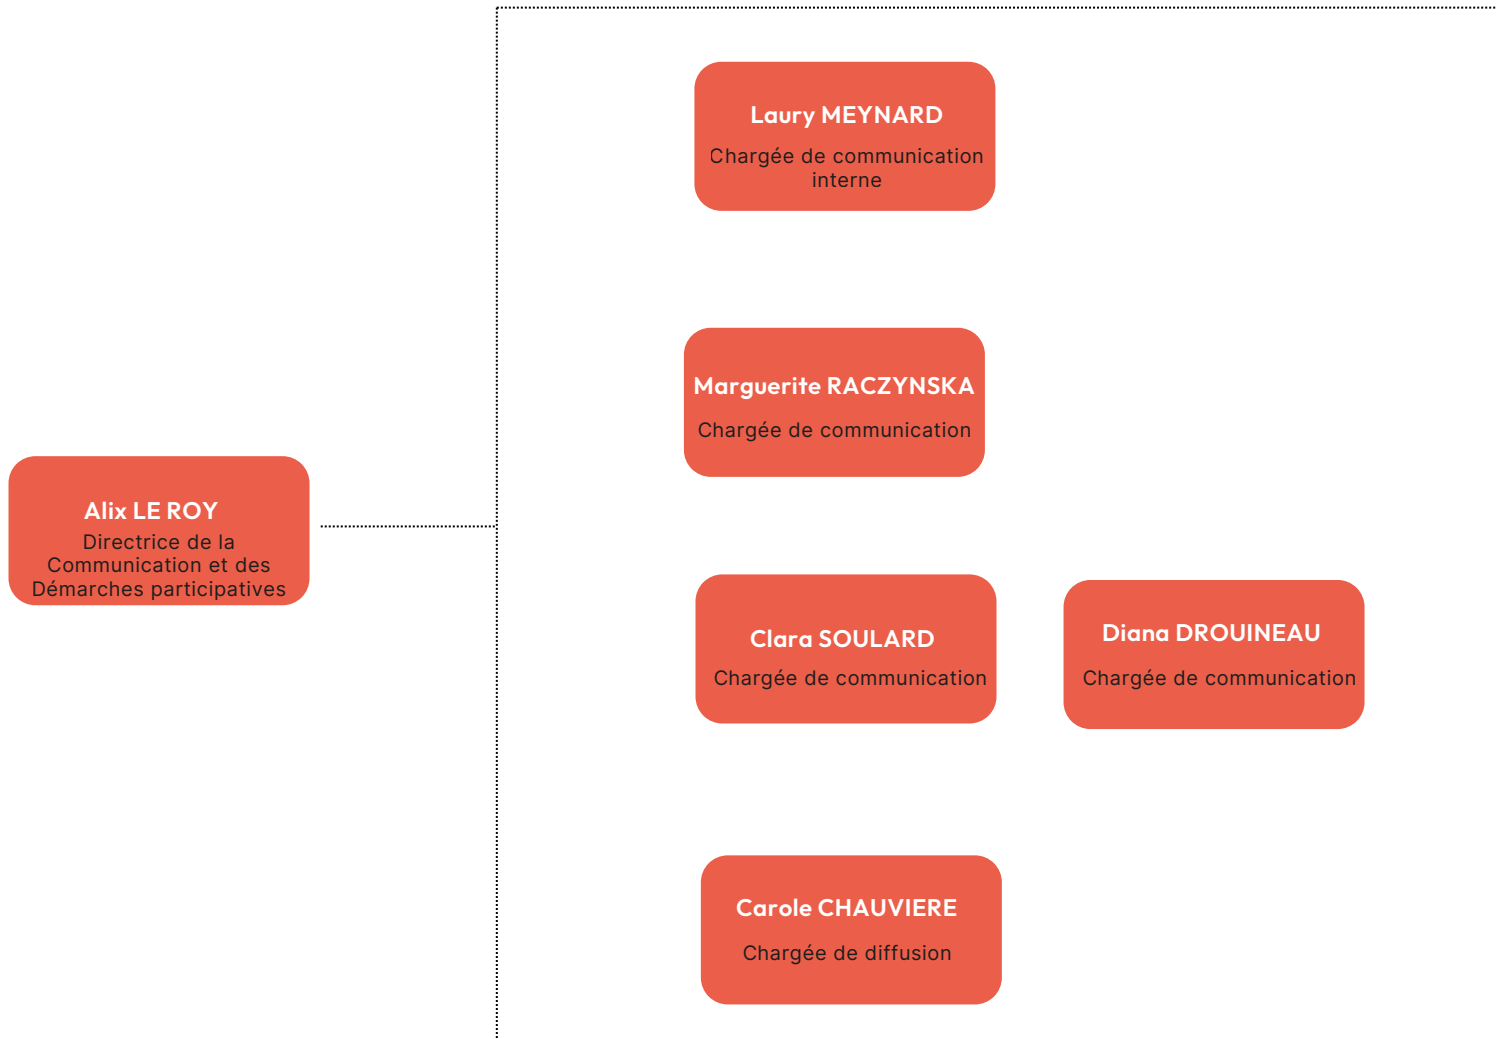 Laury MEYNARD
Chargée de communication
interne
Marguerite RACZYNSKA
Chargée de communication
Alix LE ROY
Directrice de la
Communication et des
Démarches participatives
Clara SOULARD
Chargée de communication
Diana DROUINEAU
Chargée de communication
Carole CHAUVIERE
Chargée de diffusion